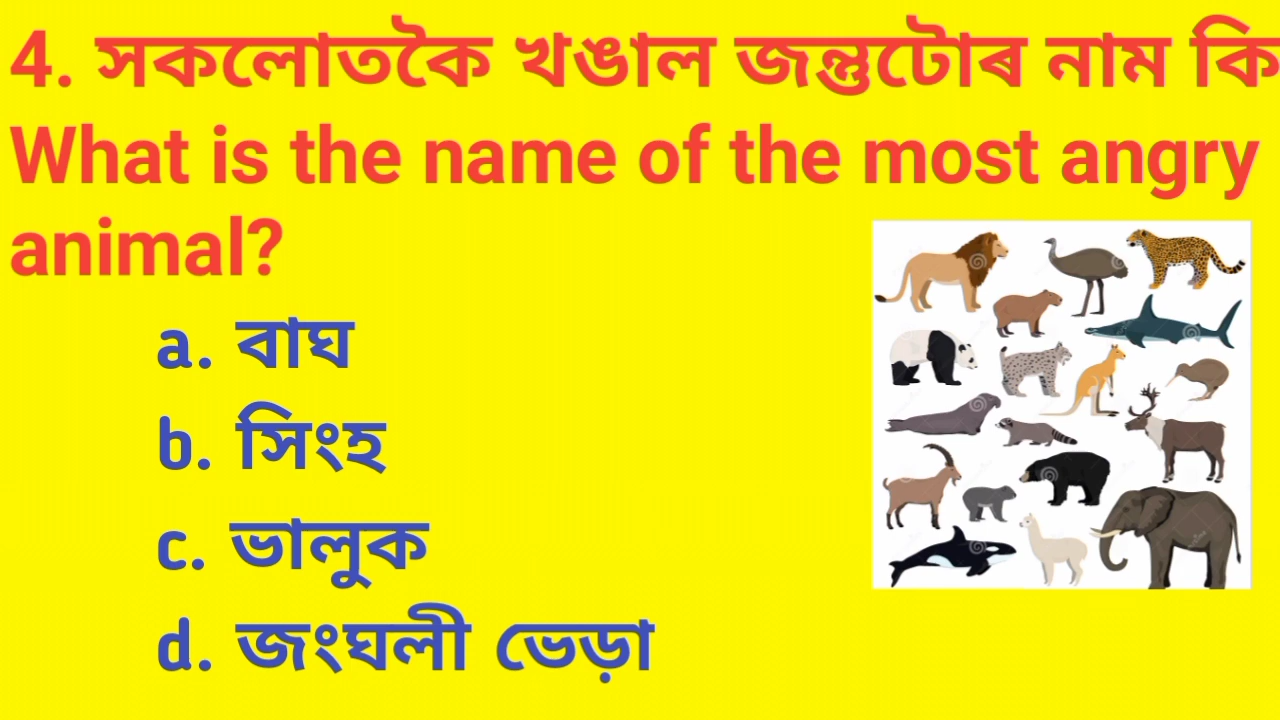 4. সকলোতকৈ খঙাল জন্তুটোৰ নাম কি
What is the name of the most angry
animal?
a. বাঘ
b. সিংহ
c. ভালুক
d. জংঘলী ভেড়া